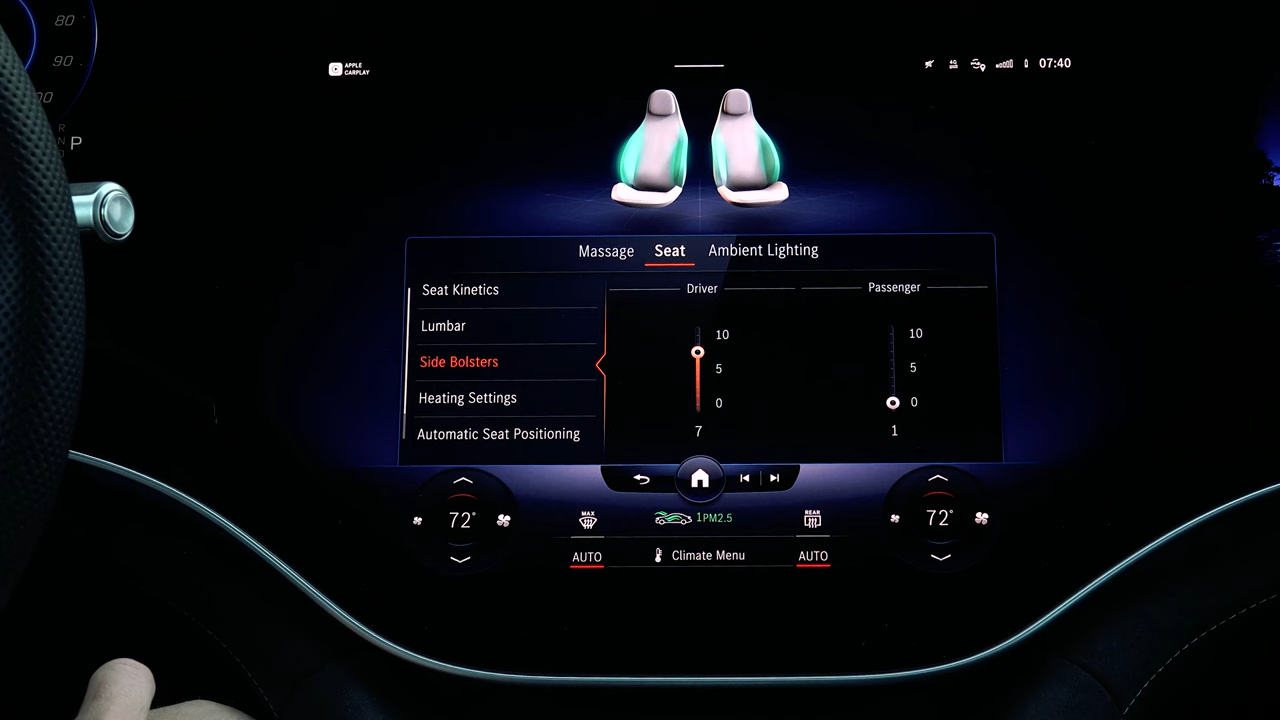 80
90
R
N
P
APPLE
CARPLAY
4G
07:40
Massage Seat Ambient Lighting
Seat Kinetics
Lumbar
Side Bolsters
Heating Settings
Automatic Seat Positioning
Driver
10
5
0
7
Passenger
10
5
0
1
72°
MAX
1PM2.5
REAR
72°
AUTO
Climate Menu
AUTO